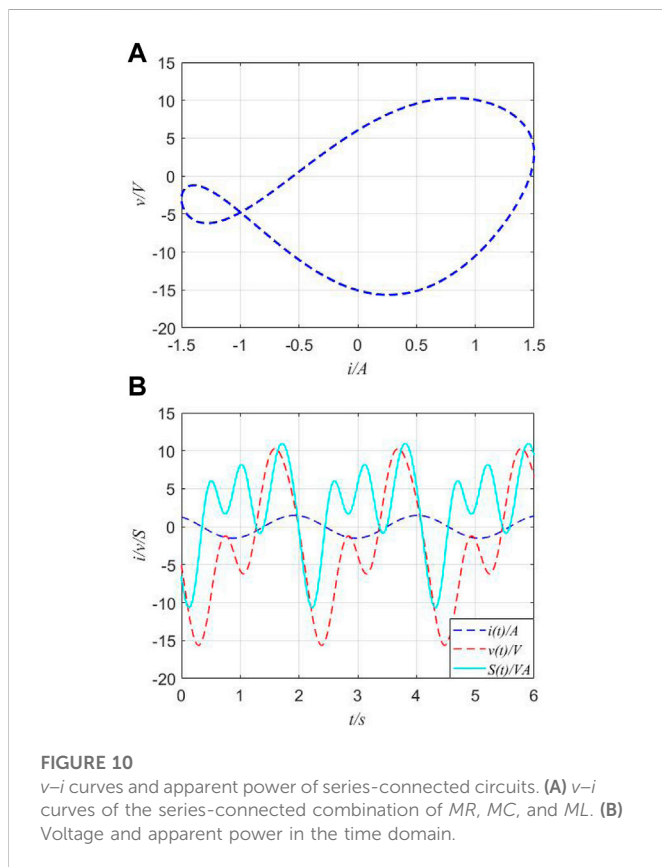 A
15
10
5
0
-5
-10
-15
-20
v/V
-1.5 -1 -0.5 0 0.5 1 1.5
i/A
B
15
10
5
0
-5
-10
-15
-20
i/v/S
i(t)/A
v(t)/V
S(t)/VA
0 1 2 3 4 5 6
t/s
FIGURE 10
v–i curves and apparent power of series-connected circuits. (A) v–i
curves of the series-connected combination of MR, MC, and ML. (B)
Voltage and apparent power in the time domain.